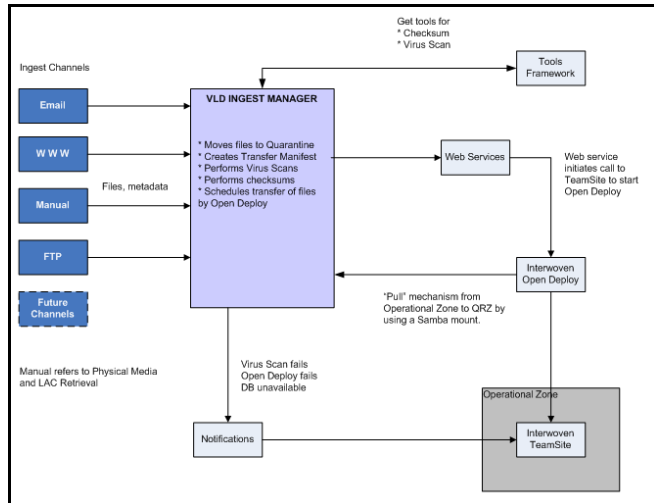 Get tools for
* Checksum
* Virus Scan
Ingest Channels
Tools
Framework
VLD INGEST MANAGER
Email
* Moves files to Quarantine
* Creates Transfer Manifest
* Performs Virus Scans
* Performs checksums
* Schedules transfer of files
by Open Deploy
W W W
Web Services
Web service
initiates call to
TeamSite to start
Open Deploy
Files, metadata
Manual
FTP
Interwoven
Open Deploy
"Pull" mechanism from
Operational Zone to QRZ by
using a Samba mount.
Future
Channels
Manual refers to Physical Media
and LAC Retrieval
Virus Scan fails
Open Deploy fails
DB unavailable
Operational Zone
Notifications
Interwoven
TeamSite